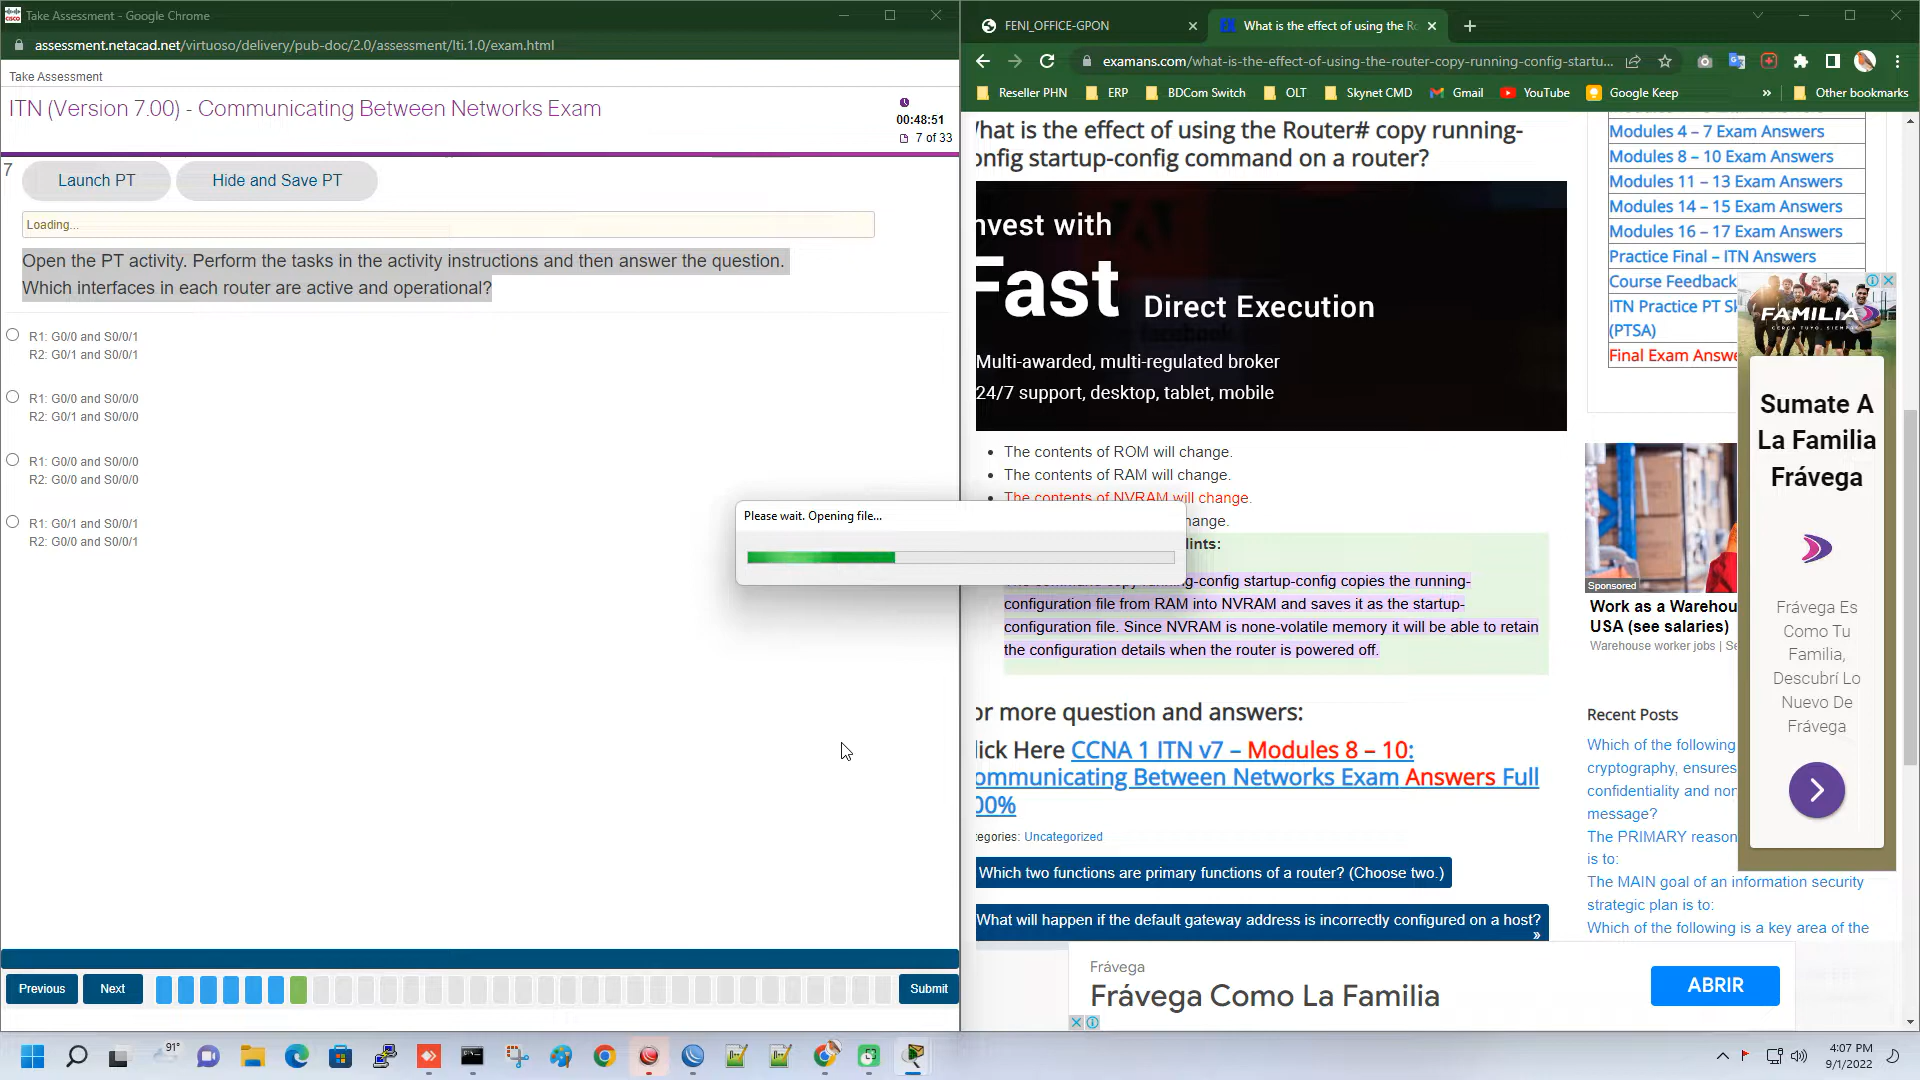 Take Assessment - Google Chrome
assessment.netacad.net/virtuoso/delivery/pub-doc/2.0/assessment/lti.1.0/exam.html
Take Assessment
ITN (Version 7.00) - Communicating Between Networks Exam
00:48:51
7 of 33
7
Launch PT
Hide and Save PT
Loading...
Open the PT activity. Perform the tasks in the activity instructions and then answer the question.
Which interfaces in each router are active and operational?
R1: G0/0 and S0/0/1
R2: G0/1 and S0/0/1
R1: G0/0 and S0/0/0
R2: G0/1 and S0/0/0
R1: G0/0 and S0/0/0
R2: G0/0 and S0/0/0
R1: G0/1 and S0/0/1
R2: G0/0 and S0/0/1
Previous
Next
Submit
Please wait. Opening file...
FENI_OFFICE-GPON
What is the effect of using the Ro
examans.com/what-is-the-effect-of-using-the-router-copy-running-config-startu...
Reseller PHN
ERP
BDCom Switch
OLT
Skynet CMD
Gmail
YouTube
Google Keep
»
Other bookmarks
hat is the effect of using the Router# copy running-
onfig startup-config command on a router?
nvest with
Fast Direct Execution
Multi-awarded, multi-regulated broker
24/7 support, desktop, tablet, mobile
The contents of ROM will change.
The contents of RAM will change.
The contents of NVRAM will change.
hange.
lints:
g-config startup-config copies the running-
configuration file from RAM into NVRAM and saves it as the startup-
configuration file. Since NVRAM is none-volatile memory it will be able to retain
the configuration details when the router is powered off.
or more question and answers:
lick Here CCNA 1 ITN v7 – Modules 8 – 10:
ommunicating Between Networks Exam Answers Full
00%
tegories: Uncategorized
Which two functions are primary functions of a router? (Choose two.)
What will happen if the default gateway address is incorrectly configured on a host?
»
Modules 4 – 7 Exam Answers
Modules 8 – 10 Exam Answers
Modules 11 – 13 Exam Answers
Modules 14 – 15 Exam Answers
Modules 16 – 17 Exam Answers
Practice Final – ITN Answers
Course Feedback
ITN Practice PT Sk
(PTSA)
Final Exam Answe
Sponsored
Work as a Warehou
USA (see salaries)
Warehouse worker jobs | Se
Recent Posts
Which of the following
cryptography, ensures
confidentiality and nor
message?
The PRIMARY reason
is to:
The MAIN goal of an information security
strategic plan is to:
Which of the following is a key area of the
FAMILIA
CERCA TUYO, SIEMPRE
Sumate A
La Familia
Frávega
Frávega Es
Como Tu
Familia,
Descubrí Lo
Nuevo De
Frávega
Frávega
Frávega Como La Familia
ABRIR
91°
4:07 PM
9/1/2022